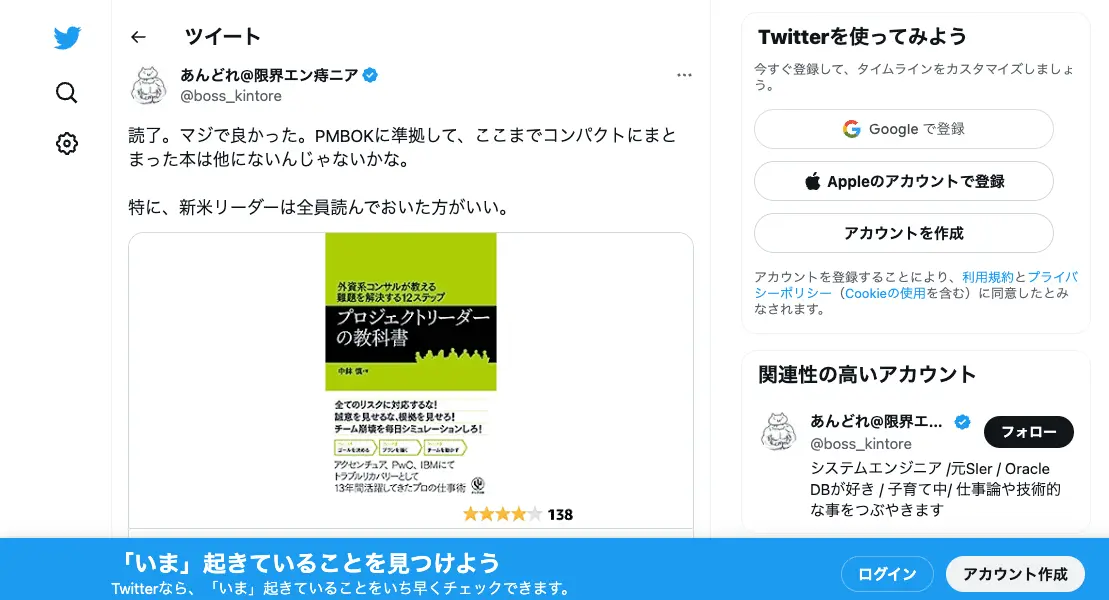 ツイート
あんどれ@限界エン痔ニア
@boss_kintore
読了。マジで良かった。PMBOKに準拠して、ここまでコンパクトにまと
まった本は他にないんじゃないかな。
特に、新米リーダーは全員読んでおいた方がいい。
外資系コンサルが教える
難題を解決する12ステップ
プロジェクトリーダー
の教科書
中鉢 慎・著
全てのリスクに対応するな!
誠意を見せるな、根拠を見せろ!
チーム崩壊を毎日シミュレーションしろ!
ゴールを決める
プランを描く
チームを動かす
アクセンチュア、PwC、IBMにて
トラブルリカバリーとして
13年間活躍してきたプロの仕事術
138
Twitterを使ってみよう
今すぐ登録して、タイムラインをカスタマイズしましょ
う。
Google で登録
Appleのアカウントで登録
アカウントを作成
アカウントを登録することにより、利用規約とプライバ
シーポリシー（Cookieの使用を含む）に同意したとみ
なされます。
関連性の高いアカウント
あんどれ@限界エ...
@boss_kintore
フォロー
システムエンジニア /元SIer / Oracle
DBが好き / 子育て中/ 仕事論や技術的
な事をつぶやきます
「いま」起きていることを見つけよう
Twitterなら、「いま」起きていることをいち早くチェックできます。
ログイン
アカウント作成